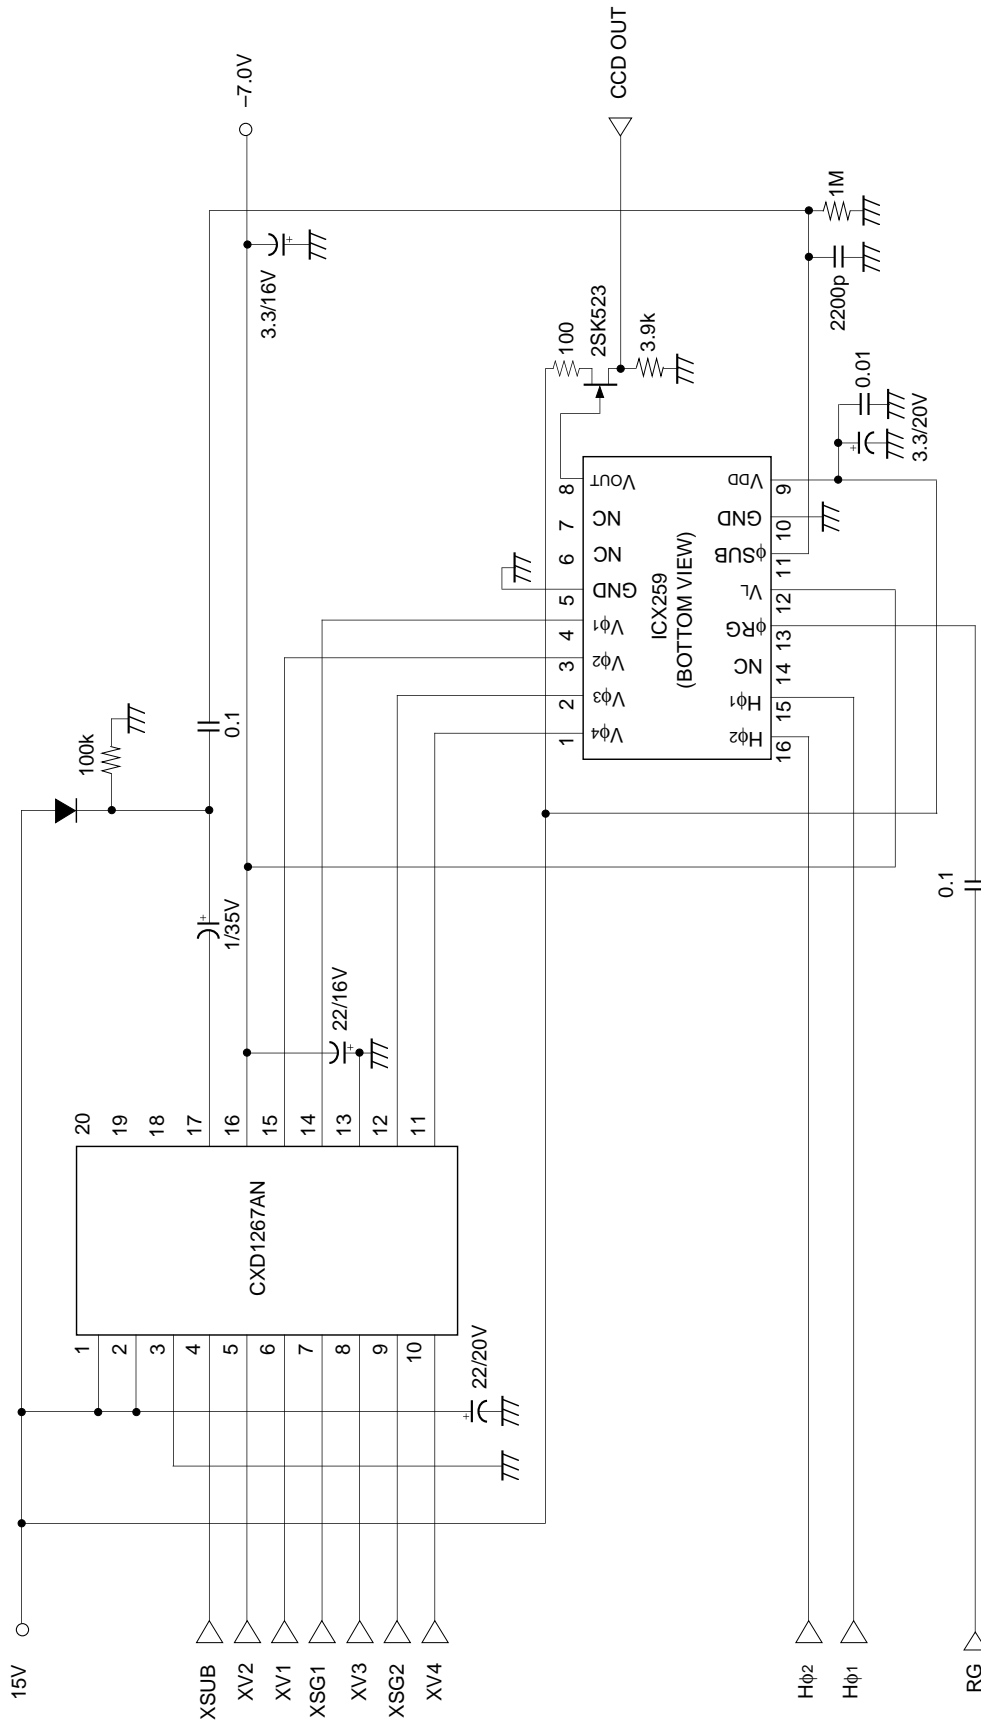 15V
−7.0V
100k
0.1
1/35V
3.3/16V
22/16V
20
19
18
17
16
15
14
13
12
11
CXD1267AN
1
2
3
4
5
6
7
8
9
10
22/20V
XSUB
XV2
XV1
XSG1
XV3
XSG2
XV4
CCD OUT
100
2SK523
3.9k
1
2
3
4
5
6
7
8
Vϕ4
Vϕ3
Vϕ2
Vϕ1
GND
NC
NC
VOUT
ICX259
(BOTTOM VIEW)
Hϕ2
Hϕ1
NC
ϕRG
VL
ϕSUB
GND
VDD
16
15
14
13
12
11
10
9
3.3/20V
0.01
2200p
1M
Hϕ2
Hϕ1
0.1
RG